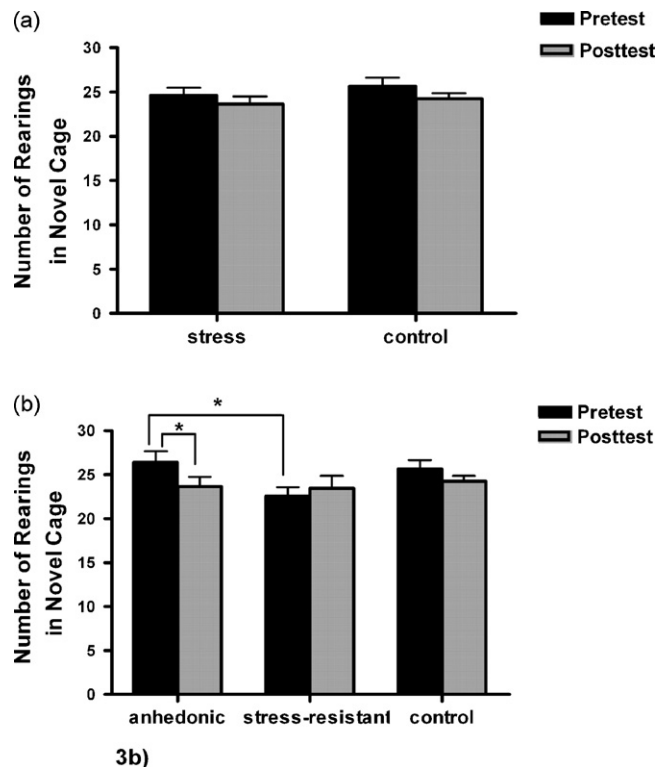 (a)
Pretest
Posttest
Number of Rearings
in Novel Cage
30
25
20
15
10
5
0
stress
control
(b)
Pretest
Posttest
Number of Rearings
in Novel Cage
30
25
20
15
10
5
0
*
*
anhedonic
stress-resistant
control
3b)